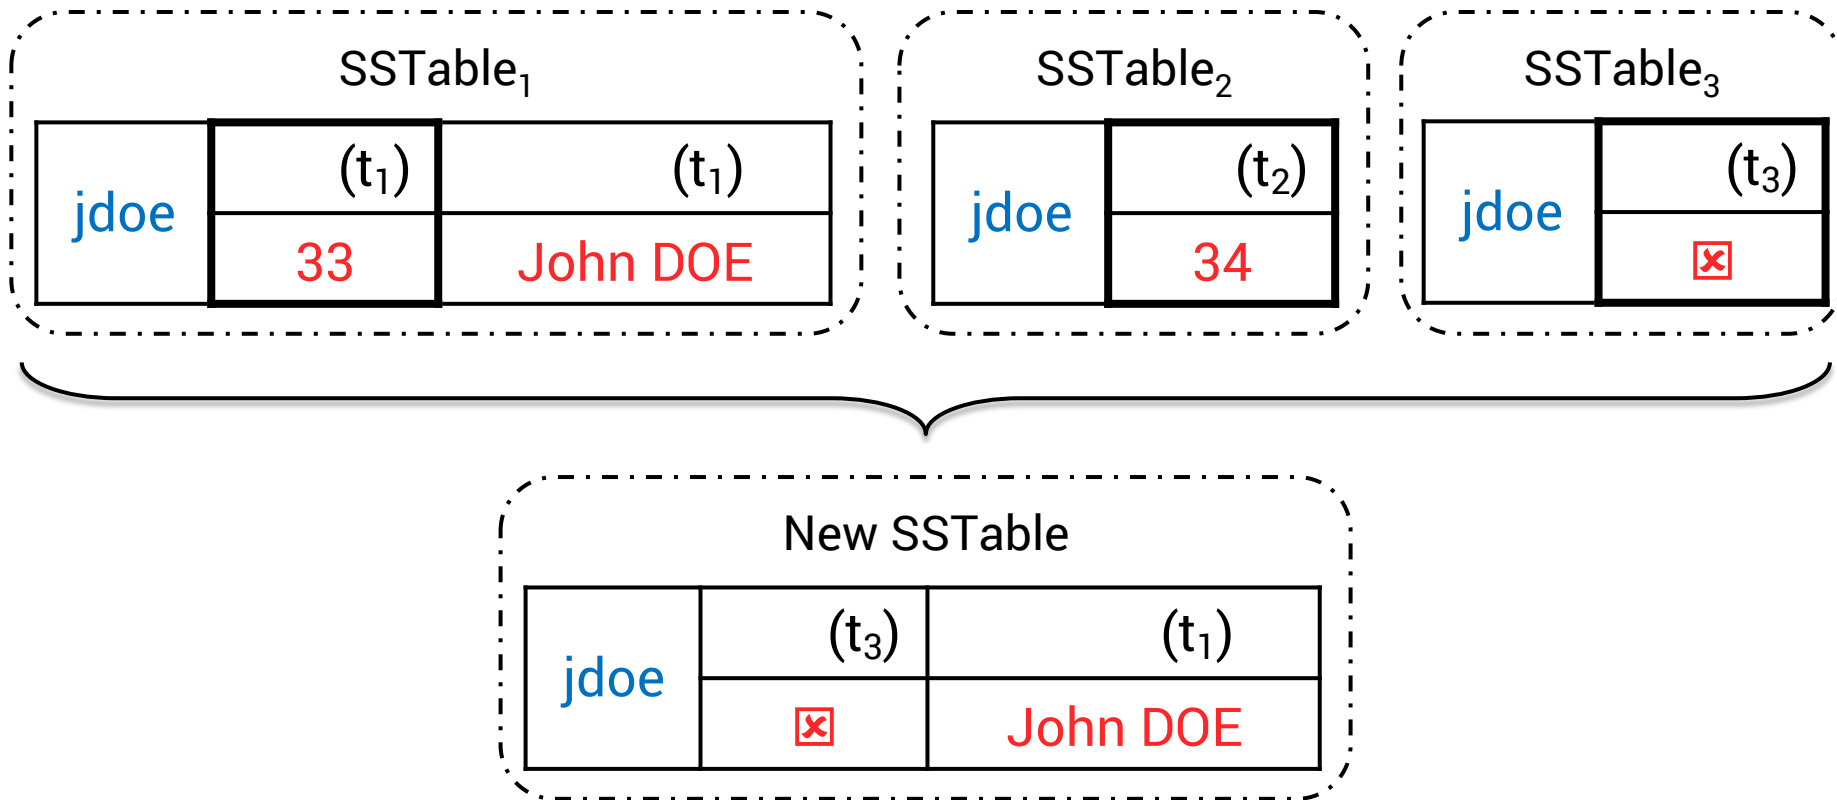 SSTable₁ SSTable₂ SSTable₃
jdoe (t₁) (t₁) jdoe (t₂) jdoe (t₃)
33 John DOE 34 ☒
New SSTable
jdoe (t₃) (t₁)
☒ John DOE